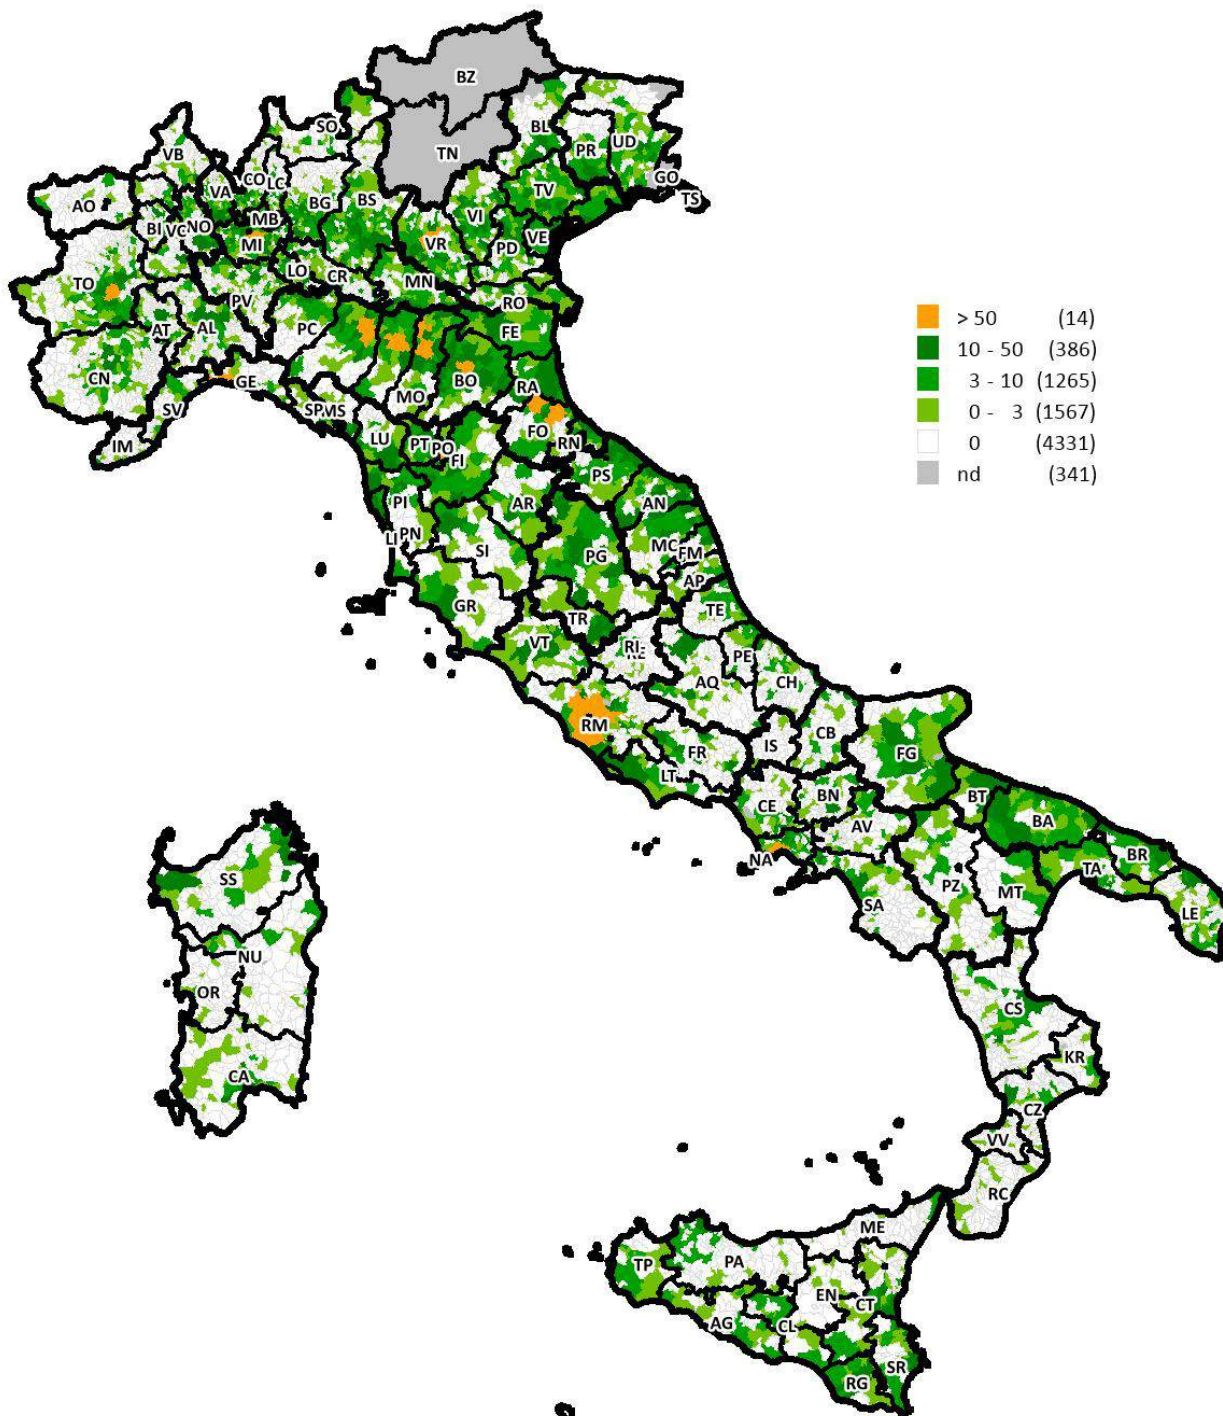 BZ
SO
TN
BL
PR
UD
VB
GO
TS
AO
VA
CO
LC
BG
BS
TV
VI
BI
VC
NO
MB
MI
VR
PD
VE
TO
LO
CR
MN
PV
RO
AT
AL
PC
FE
CN
GE
MO
BO
RA
SV
SP
MS
IM
LU
PT
PO
FI
FO
RN
PS
PI
AR
AN
LI
PN
SI
PG
MC
FM
AP
GR
TR
TE
VT
RI
PE
AQ
CH
RM
FR
IS
CB
FG
LT
CE
BN
BT
BA
AV
NA
BR
TA
PZ
MT
SA
LE
SS
NU
OR
CS
CA
KR
CZ
VV
RC
ME
TP
PA
EN
CT
AG
CL
SR
RG
> 50 (14)
10 - 50 (386)
3 - 10 (1265)
0 - 3 (1567)
0 (4331)
nd (341)